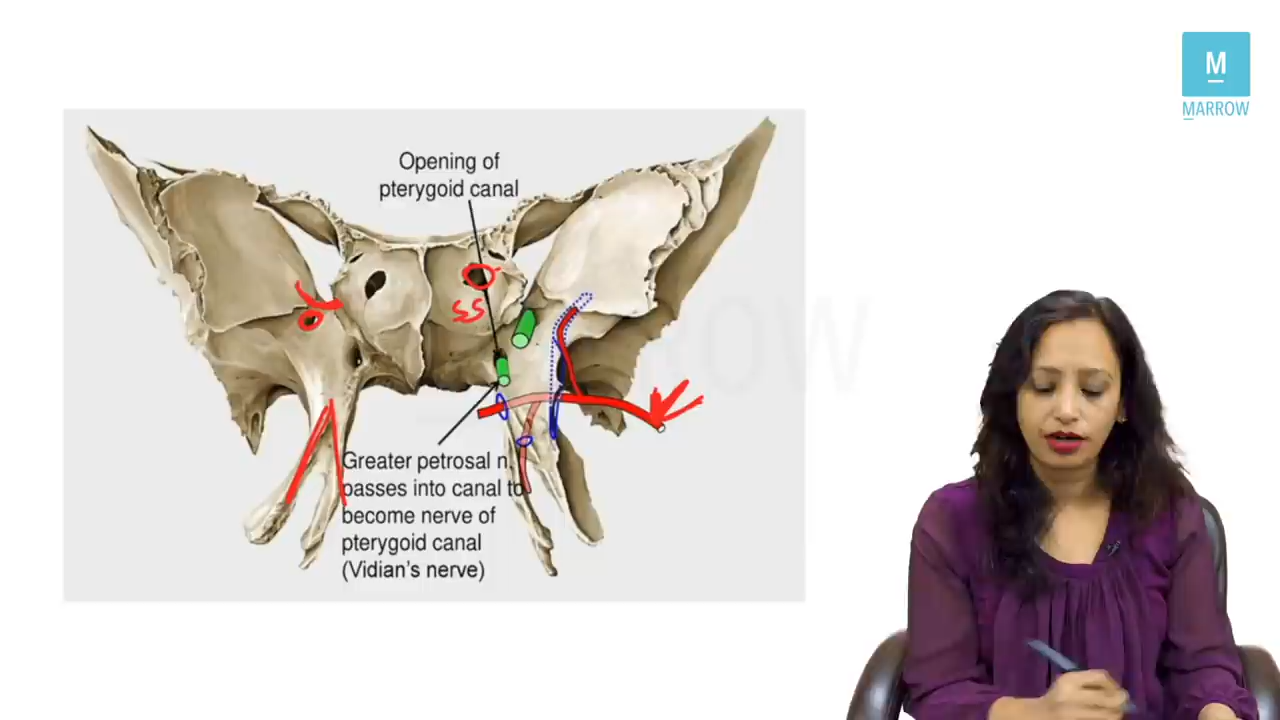 M
MARROW
Opening of
pterygoid canal
SS
Greater petrosal n.
passes into canal to
become nerve of
pterygoid canal
(Vidian's nerve)